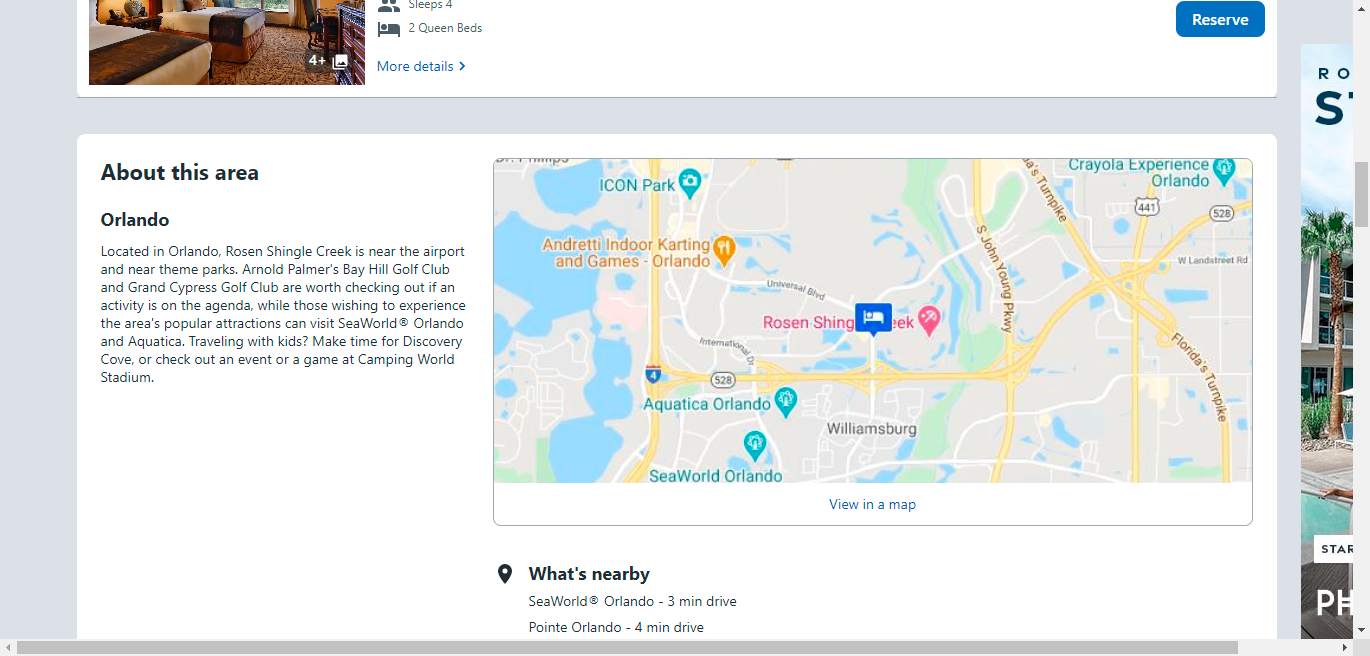 Sleeps 4
2 Queen Beds
4+
More details
Reserve
About this area
Orlando
Located in Orlando, Rosen Shingle Creek is near the airport
and near theme parks. Arnold Palmer's Bay Hill Golf Club
and Grand Cypress Golf Club are worth checking out if an
activity is on the agenda, while those wishing to experience
the area's popular attractions can visit SeaWorld® Orlando
and Aquatica. Traveling with kids? Make time for Discovery
Cove, or check out an event or a game at Camping World
Stadium.
Dr. Phillips
ICON Park
Crayola Experience
Orlando
441
528
Andretti Indoor Karting
and Games - Orlando
W Landstreet Rd
S John Young Pkwy
Universal Blvd
Rosen Shing
eek
International Dr
4
528
Florida's Turnpike
Aquatica Orlando
Williamsburg
SeaWorld Orlando
View in a map
What's nearby
SeaWorld® Orlando - 3 min drive
Pointe Orlando - 4 min drive
RO
STAR
PH